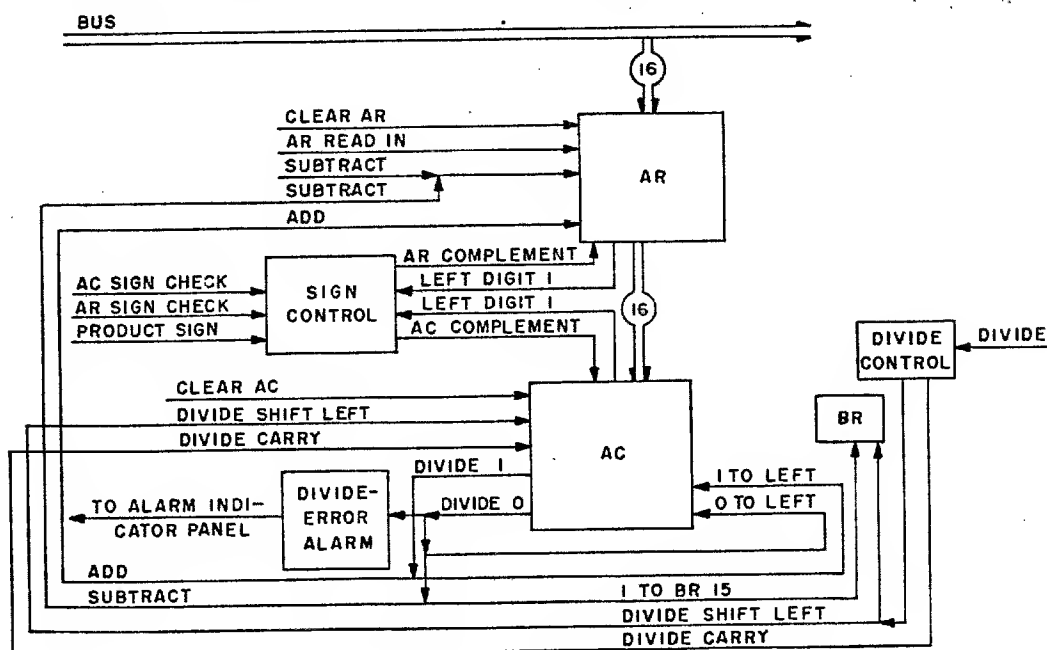 BUS
16
CLEAR AR
AR READ IN
SUBTRACT
SUBTRACT
ADD
AR
AR COMPLEMENT
LEFT DIGIT 1
LEFT DIGIT 1
AC COMPLEMENT
AC SIGN CHECK
AR SIGN CHECK
PRODUCT SIGN
SIGN
CONTROL
16
DIVIDE
CONTROL
DIVIDE
CLEAR AC
DIVIDE SHIFT LEFT
DIVIDE CARRY
AC
BR
DIVIDE 1
DIVIDE 0
1 TO LEFT
0 TO LEFT
TO ALARM INDI-
CATOR PANEL
DIVIDE-
ERROR
ALARM
ADD
SUBTRACT
1 TO BR 15
DIVIDE SHIFT LEFT
DIVIDE CARRY